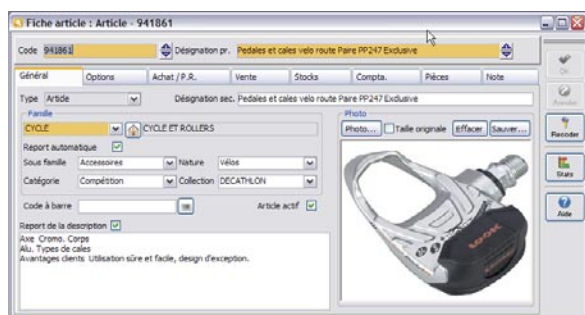 Fiche article : Article - 941861
Code 941861 Désignation pr. Pedales et cales velo route Paire PP247 Exclusive
Général Options Achat / P.R. Vente Stocks Compta. Pièces Note
Type Article Désignation sec. Pedales et cales velo route Paire PP247 Exclusive
Famille Photo
CYCLE CYCLE ET ROLLERS Photo... Taille originale Effacer Sauver...
Report automatique
Sous famille Accessoires Nature Vélos
Catégorie Compétition Collection DECATHLON
Code à barre Article actif
Report de la description
Axe Cromo. Corps
Alu. Types de cales
Avantages clients Utilisation sûre et facile, design d'exception.
LOOK
OK
Annuler
Recoder
Stats
Aide